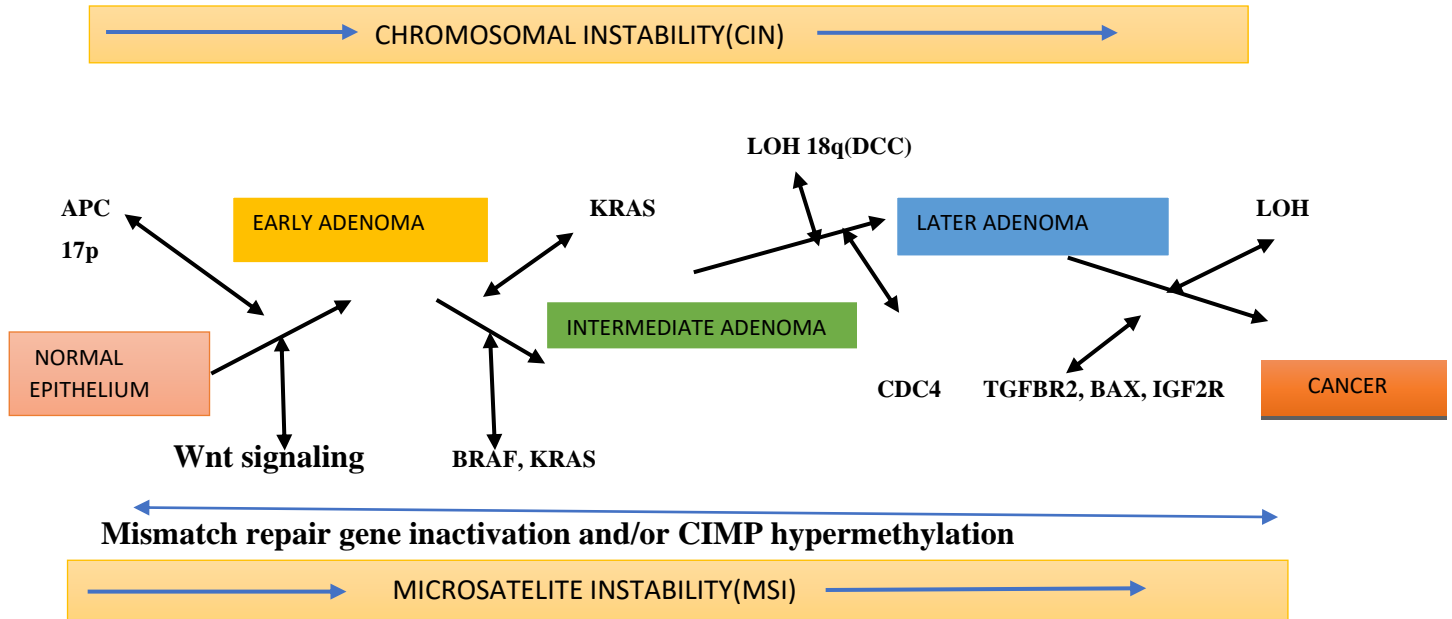 CHROMOSOMAL INSTABILITY(CIN)
LOH 18q(DCC)
APC
17p
EARLY ADENOMA
KRAS
LATER ADENOMA
LOH
NORMAL
EPITHELIUM
INTERMEDIATE ADENOMA
CDC4
TGFBR2, BAX, IGF2R
CANCER
Wnt signaling
BRAF, KRAS
Mismatch repair gene inactivation and/or CIMP hypermethylation
MICROSATELITE INSTABILITY(MSI)